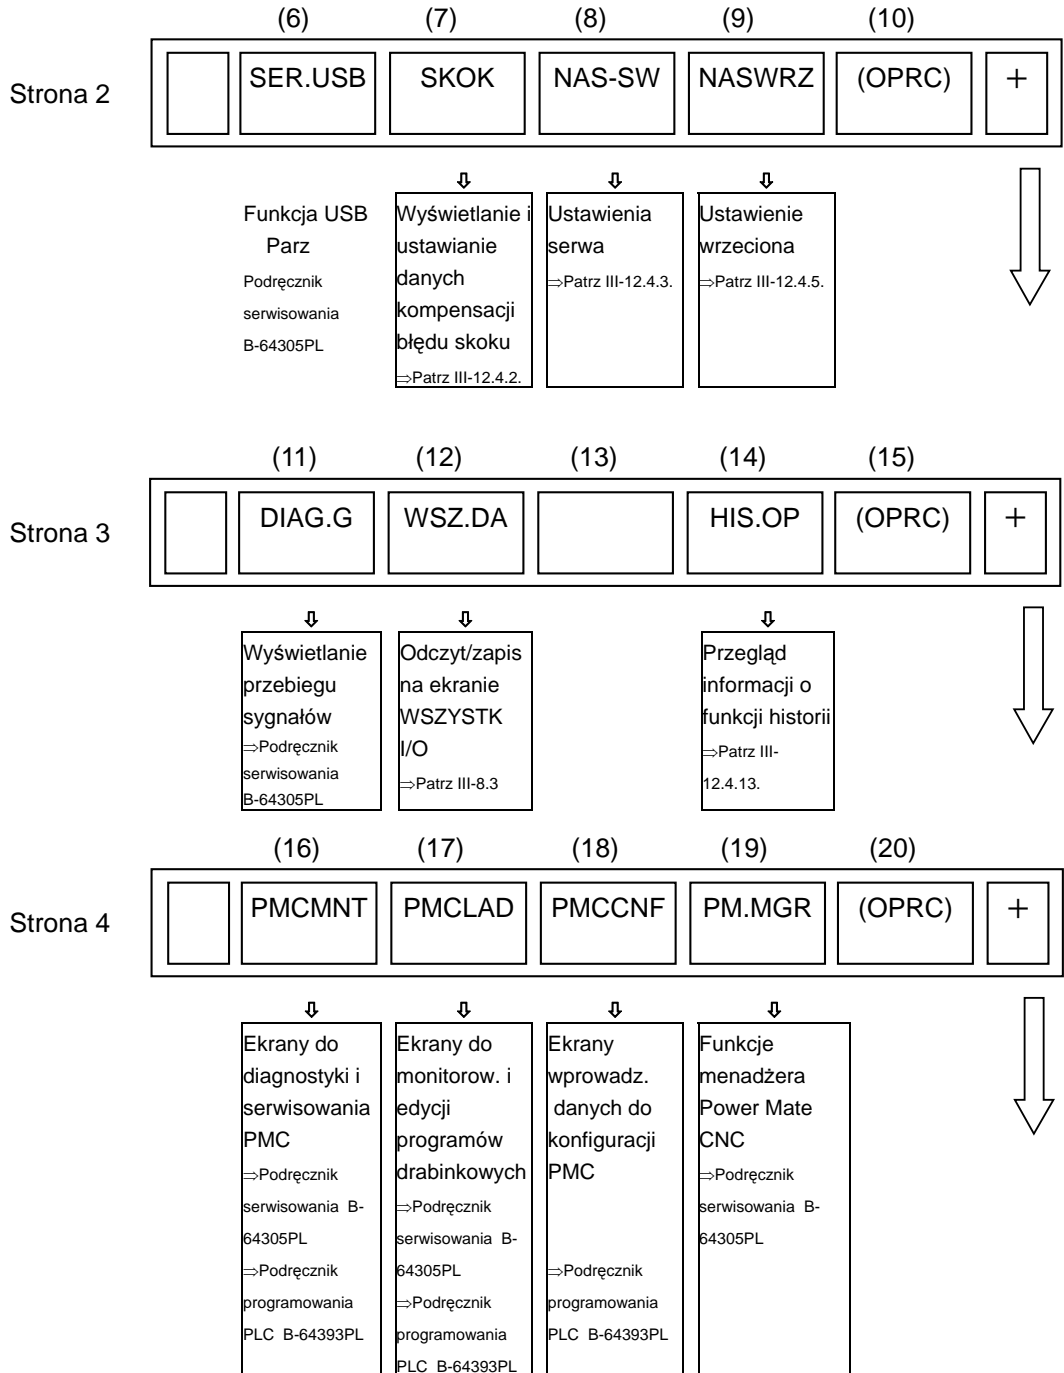 (6) (7) (8) (9) (10)
Strona 2
SER.USB SKOK NAS-SW NASWRZ (OPRC) +
Funkcja USB
Parz
Podręcznik
serwisowania
B-64305PL
Wyświetlanie i
ustawianie
danych
kompensacji
błędu skoku
⇒Patrz III-12.4.2.
Ustawienia
serwa
⇒Patrz III-12.4.3.
Ustawienie
wrzeciona
⇒Patrz III-12.4.5.
(11) (12) (13) (14) (15)
Strona 3
DIAG.G WSZ.DA HIS.OP (OPRC) +
Wyświetlanie
przebiegu
sygnałów
⇒Podręcznik
serwisowania
B-64305PL
Odczyt/zapis
na ekranie
WSZYSTK
I/O
⇒Patrz III-8.3
Przegląd
informacji o
funkcji historii
⇒Patrz III-
12.4.13.
(16) (17) (18) (19) (20)
Strona 4
PMCMNT PMCLAD PMCCNF PM.MGR (OPRC) +
Ekrany do
diagnostyki i
serwisowania
PMC
⇒Podręcznik
serwisowania B-
64305PL
⇒Podręcznik
programowania
PLC B-64393PL
Ekrany do
monitorow. i
edycji
programów
drabinkowych
⇒Podręcznik
serwisowania B-
64305PL
⇒Podręcznik
programowania
PLC B-64393PL
Ekrany
wprowadz.
danych do
konfiguracji
PMC
⇒Podręcznik
programowania
PLC B-64393PL
Funkcje
menadżera
Power Mate
CNC
⇒Podręcznik
serwisowania B-
64305PL